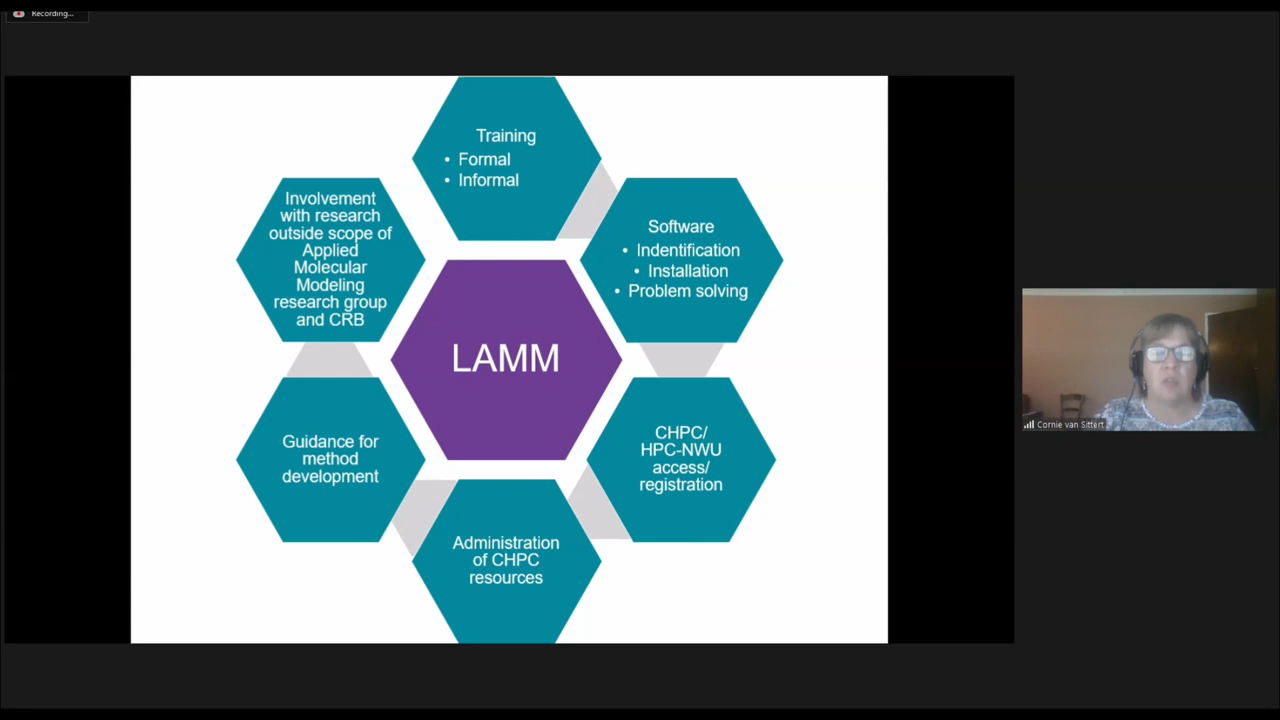 Recording...
Training
• Formal
• Informal
Software
• Indentification
• Installation
• Problem solving
CHPC/
HPC-NWU
access/
registration
Administration
of CHPC
resources
Guidance for
method
development
Involvement
with research
outside scope of
Applied
Molecular
Modeling
research group
and CRB
LAMM
Cornie van Sittert